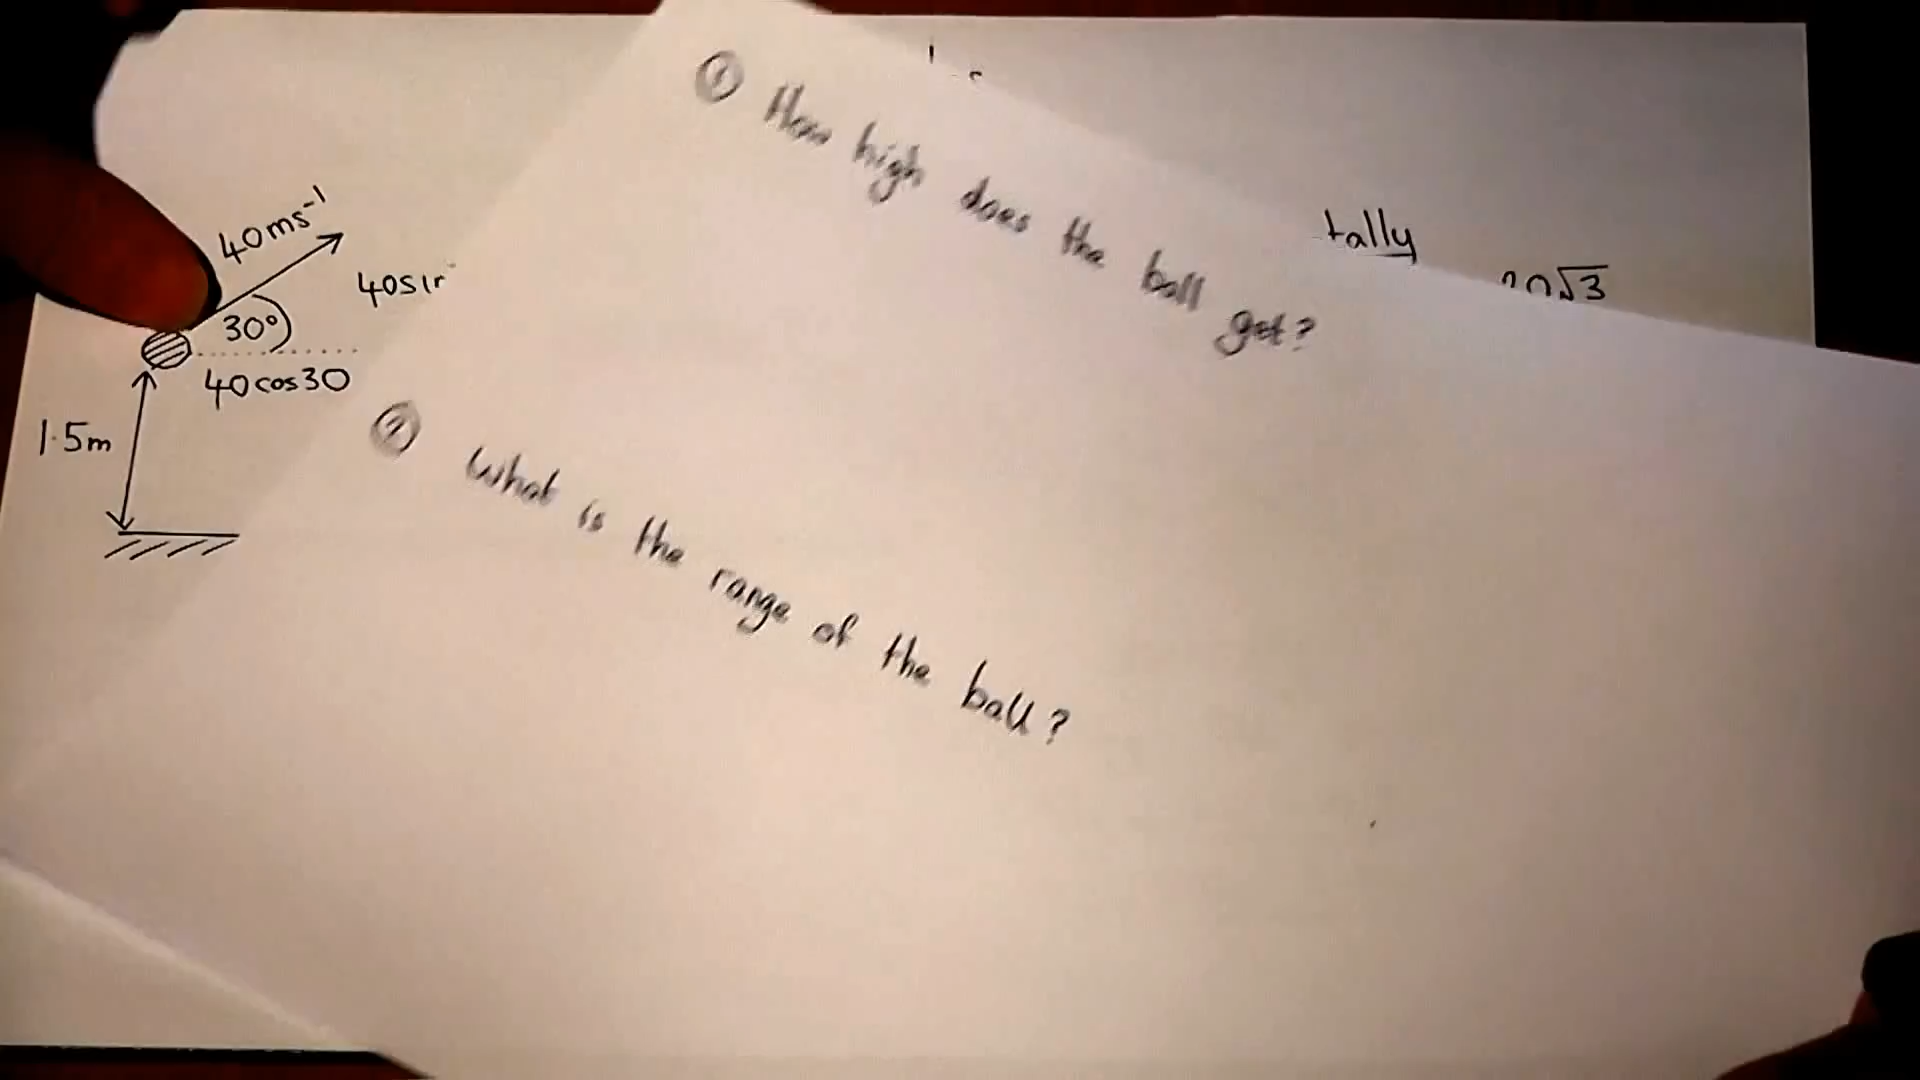 ① How high does the ball get?
tally
20√3
40ms⁻¹
40si
30°
40cos30
1.5m
② What is the range of the ball?